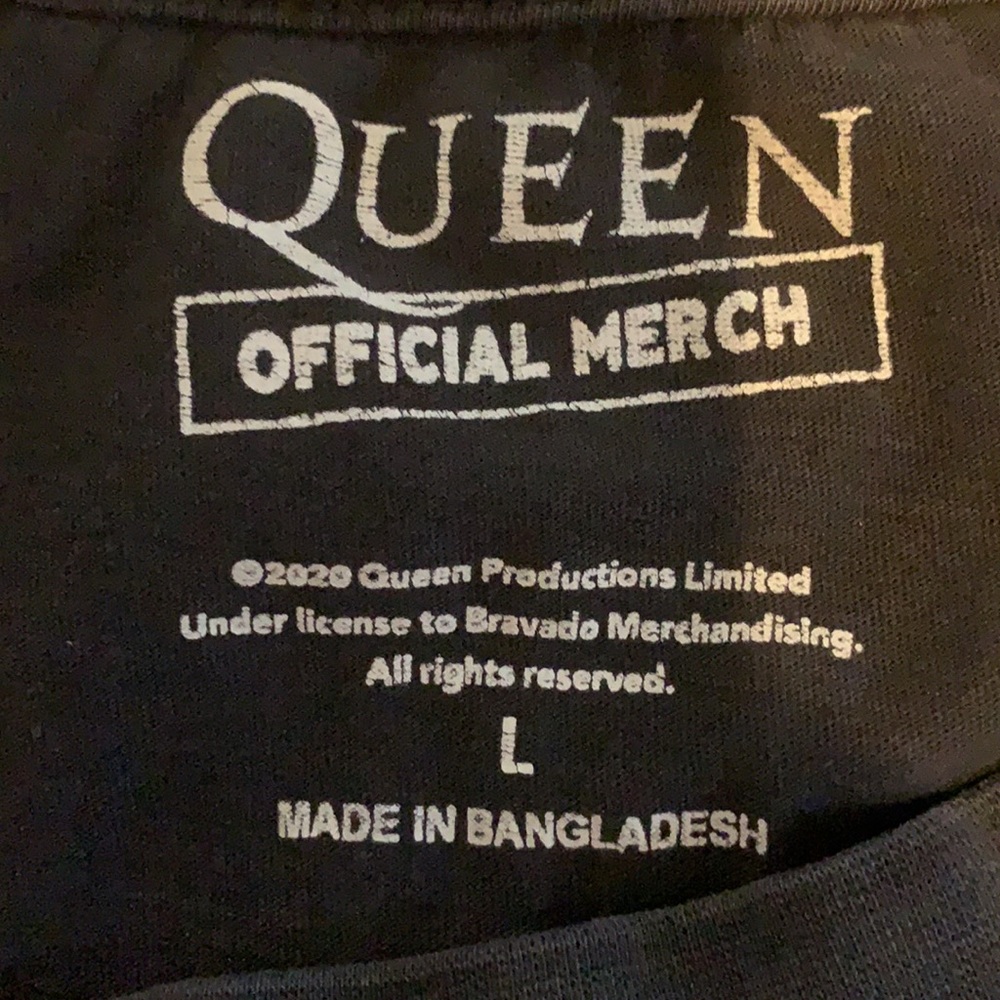 QUEEN
OFFICIAL MERCH
©2020 Queen Productions Limited
Under license to Bravado Merchandising.
All rights reserved.
L
MADE IN BANGLADESH